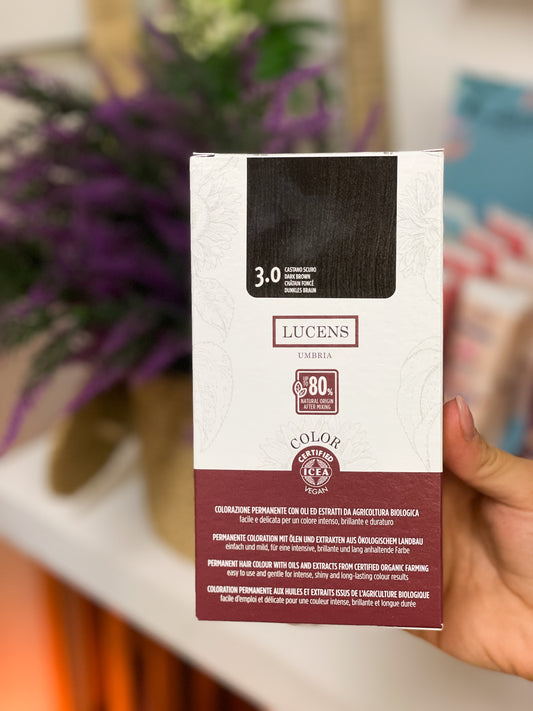 3.0
CASTANO SCURO
DARK BROWN
CHÂTAIN FONCÉ
DUNKLES BRAUN
LUCENS
UMBRIA
UP TO 80%
NATURAL ORIGIN
AFTER MIXING
COLOR
CERTIFIED
ICEA
VEGAN
COLORAZIONE PERMANENTE CON OLI ED ESTRATTI DA AGRICOLTURA BIOLOGICA
facile e delicata per un colore intenso, brillante e duraturo
PERMANENTE COLORATION MIT ÖLEN UND EXTRAKTEN AUS ÖKOLOGISCHEM LANDBAU
einfach und mild, für eine intensive, brillante und lang anhaltende Farbe
PERMANENT HAIR COLOUR WITH OILS AND EXTRACTS FROM CERTIFIED ORGANIC FARMING
easy to use and gentle for intense, shiny and long-lasting colour results
COLORATION PERMANENTE AUX HUILES ET EXTRAITS ISSUS DE L'AGRICULTURE BIOLOGIQUE
facile d'emploi et délicate pour une couleur intense, brillante et longue durée